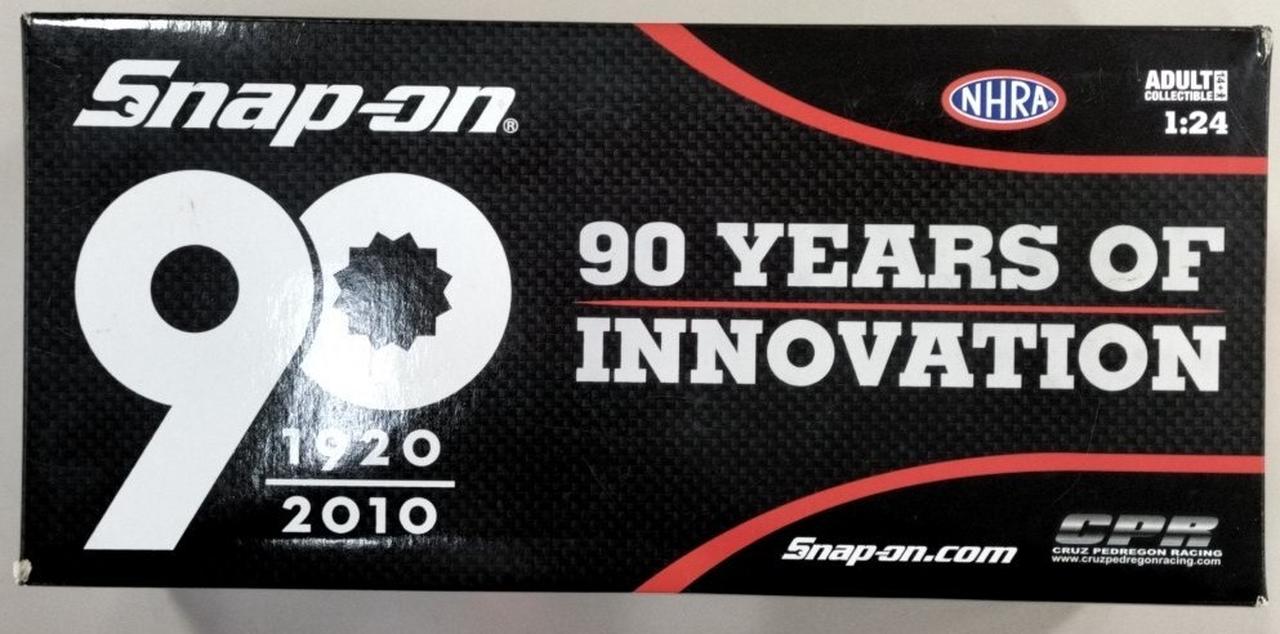 Snap-on®
90
1920
2010
NHRA
ADULT
COLLECTIBLE
1:24
90 YEARS OF
INNOVATION
Snap-on.com
CPR
CRUZ PEDREGON RACING
www.cruzpedregonracing.com